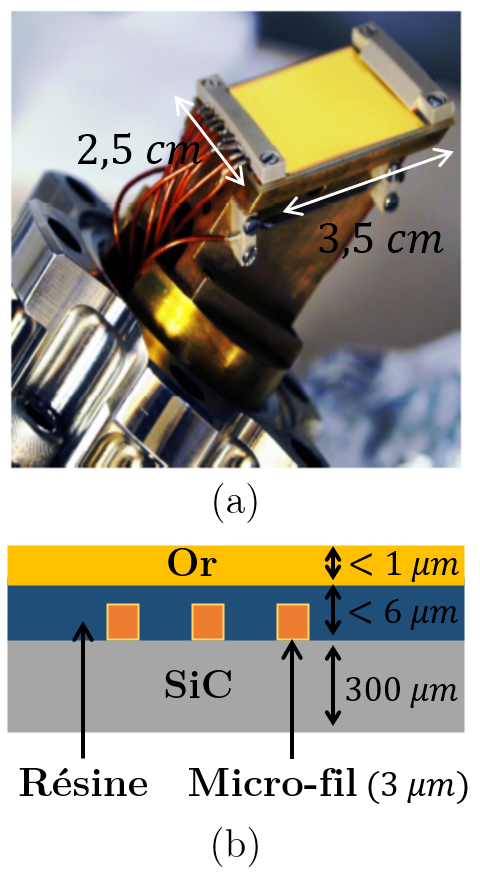 2,5 cm
3,5 cm
(a)
Or
< 1 μm
< 6 μm
SiC
300 μm
Résine
Micro-fil (3 μm)
(b)